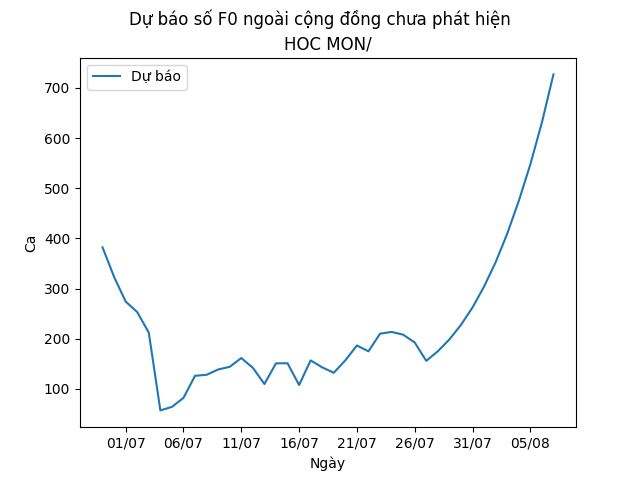 Dự báo số F0 ngoài cộng đồng chưa phát hiện
HOC MON/
Dự báo
700
600
500
400
300
200
100
Ca
01/07 06/07 11/07 16/07 21/07 26/07 31/07 05/08
Ngày